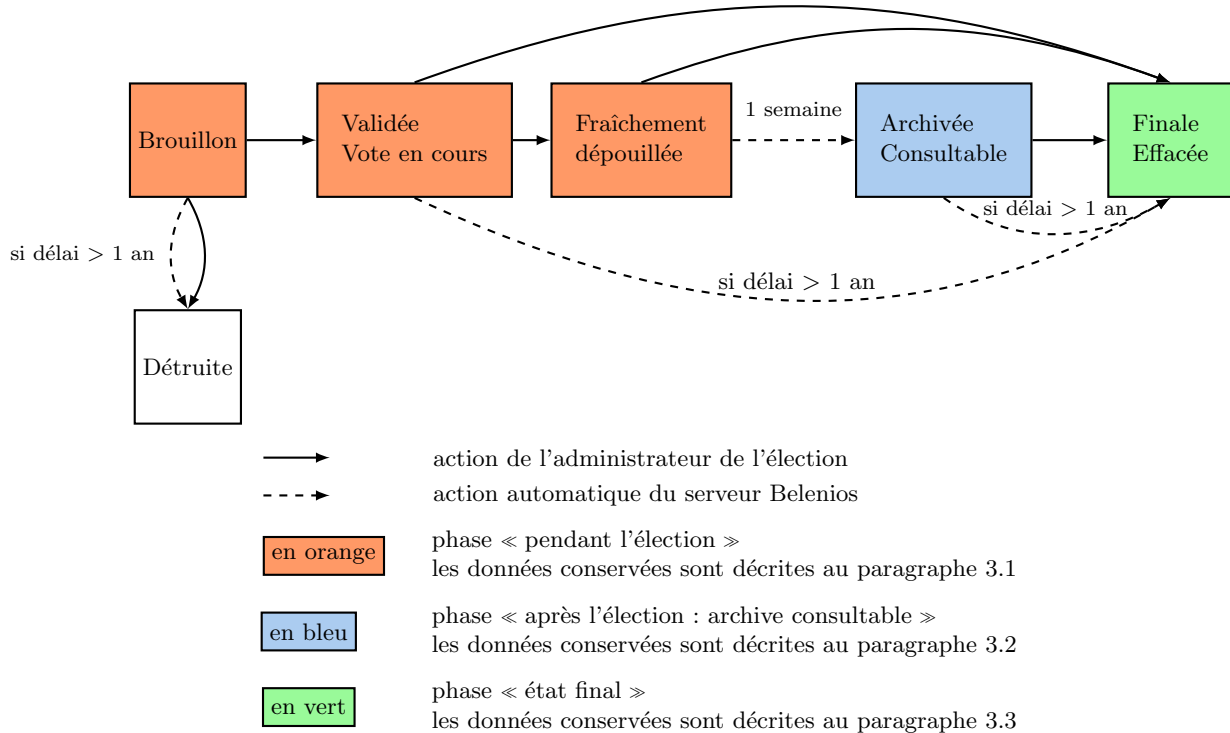 Brouillon
Validée
Vote en cours
Fraîchement
dépouillée
1 semaine
Archivée
Consultable
Finale
Effacée
si délai > 1 an
si délai > 1 an
si délai > 1 an
Détruite
action de l'administrateur de l'élection
action automatique du serveur Belenios
en orange
phase « pendant l'élection »
les données conservées sont décrites au paragraphe 3.1
en bleu
phase « après l'élection : archive consultable »
les données conservées sont décrites au paragraphe 3.2
en vert
phase « état final »
les données conservées sont décrites au paragraphe 3.3